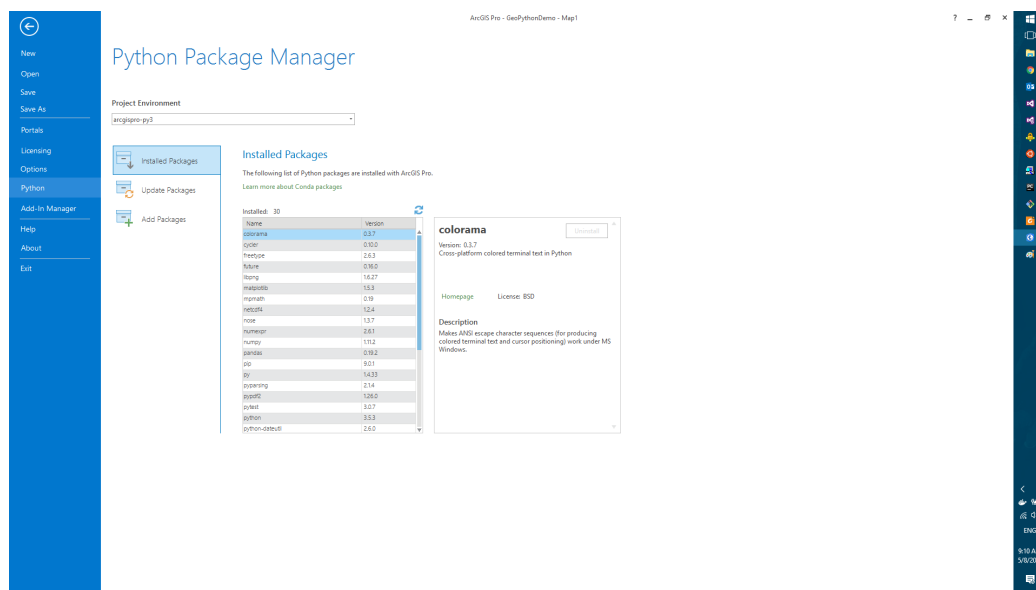 ArcGIS Pro - GeoPythonDemo - Map1
New
Open
Save
Save As
Portals
Licensing
Options
Python
Add-In Manager
Help
About
Exit
Python Package Manager
Project Environment
arcgispro-py3
Installed Packages
Update Packages
Add Packages
Installed Packages
The following list of Python packages are installed with ArcGIS Pro.
Learn more about Conda packages
Installed: 30
Name Version
colorama 0.3.7
cycler 0.10.0
freetype 2.6.3
future 0.16.0
libpng 1.6.27
matplotlib 1.5.3
mpmath 0.19
netcdf4 1.2.4
nose 1.3.7
numexpr 2.6.1
numpy 1.11.2
pandas 0.19.2
pip 9.0.1
py 1.4.33
pyparsing 2.1.4
pypdf2 1.26.0
pytest 3.0.7
python 3.5.3
python-dateutil 2.6.0
colorama
Uninstall
Version: 0.3.7
Cross-platform colored terminal text in Python
Homepage License: BSD
Description
Makes ANSI escape character sequences (for producing
colored terminal text and cursor positioning) work under MS
Windows.
ENG
9:10 A
5/8/20